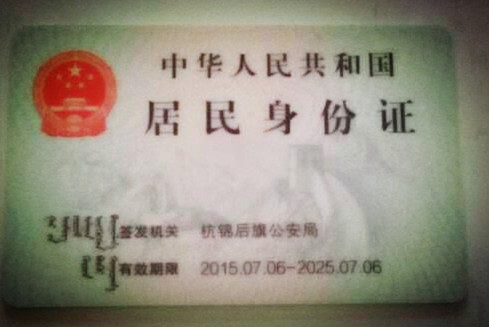 中华人民共和国
居民身份证
签发机关 杭锦后旗公安局
有效期限 2015.07.06-2025.07.06